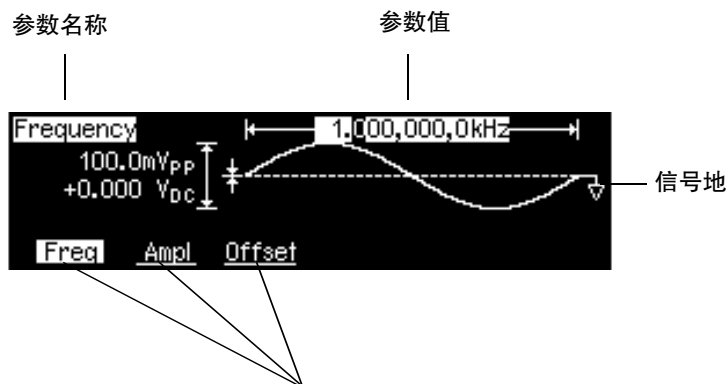 参数名称
参数值
Frequency
1.000,000,0kHz
100.0mVPP
+0.000 VDC
信号地
Freq
Ampl
Offset